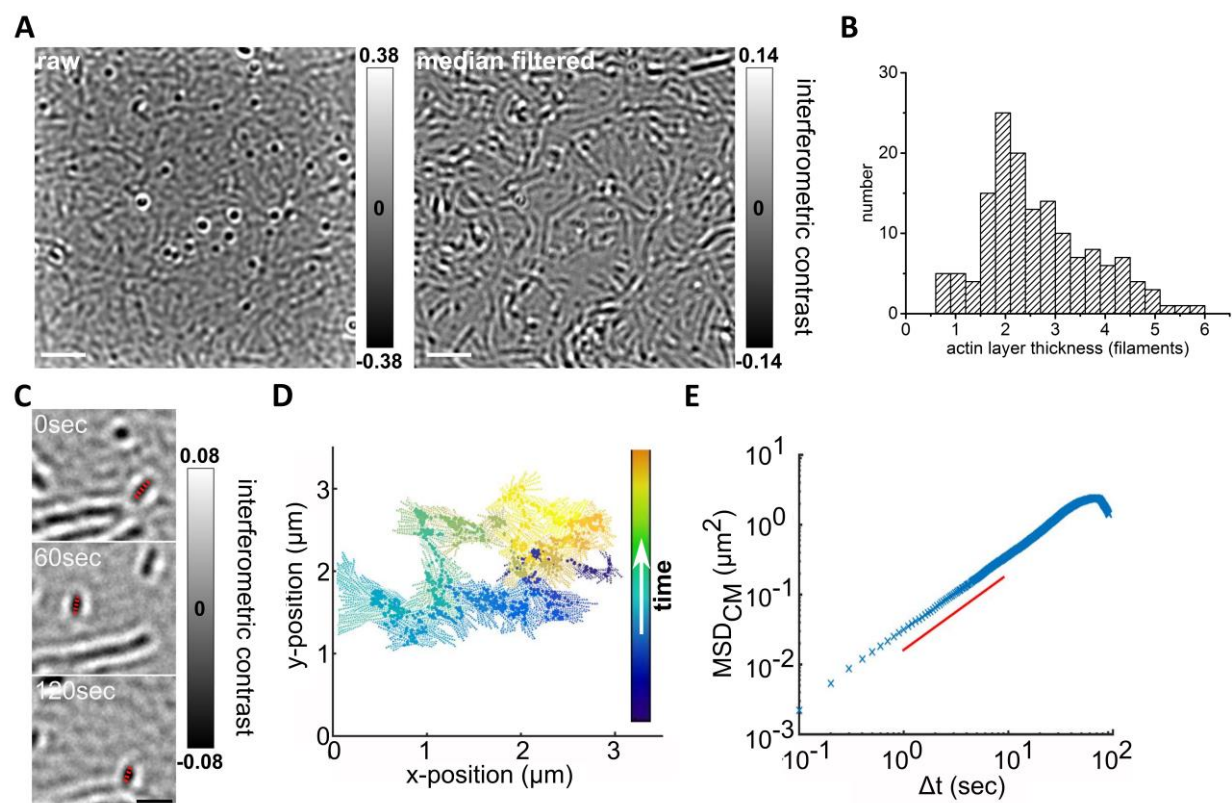 A
raw
0.38
0
-0.38
median filtered
0.14
0
-0.14
interferometric contrast
B
number
30
20
10
0
0 1 2 3 4 5 6
actin layer thickness (filaments)
C
0sec
60sec
120sec
0.08
0
-0.08
interferometric contrast
D
y-position (µm)
3
2
1
0
0 1 2 3
x-position (µm)
time
E
MSDCM (µm²)
10¹
10⁰
10⁻¹
10⁻²
10⁻³
10⁻¹ 10⁰ 10¹ 10²
Δt (sec)